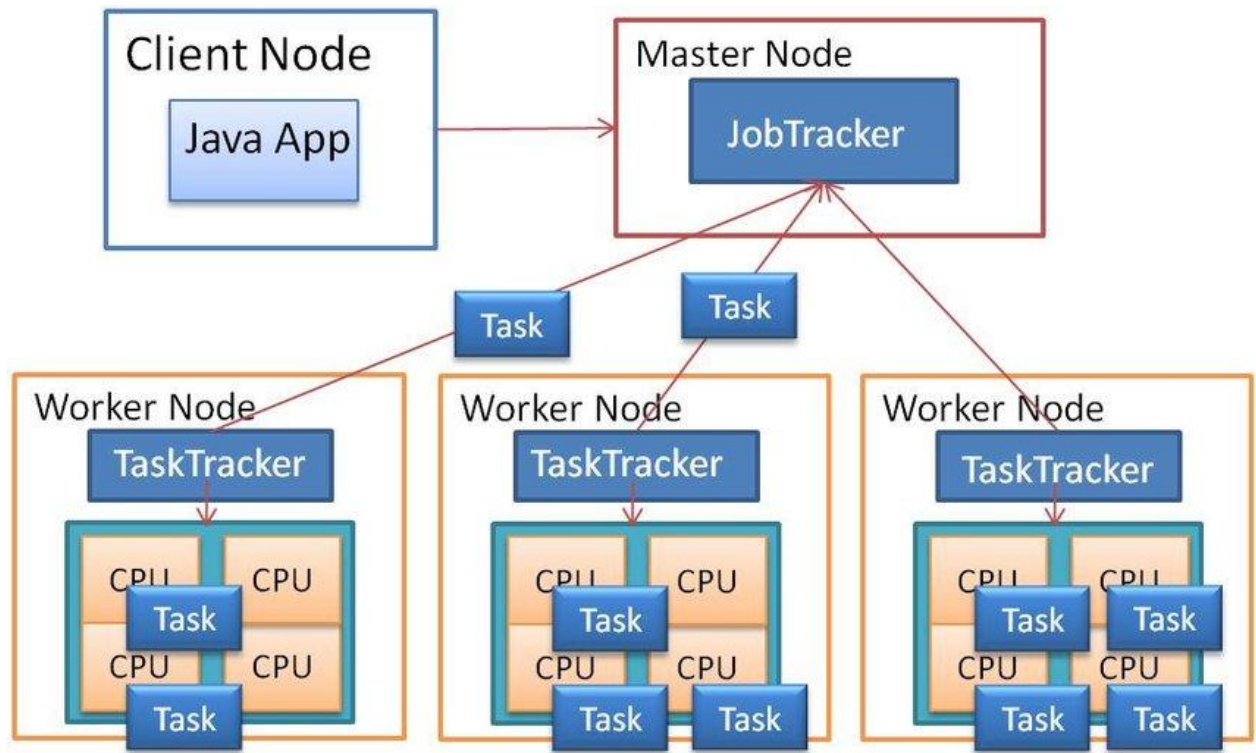 Client Node
Java App
Master Node
JobTracker
Task
Task
Worker Node
TaskTracker
CPU
CPU
Task
CPU
CPU
Task
Worker Node
TaskTracker
CPU
CPU
Task
CPU
CPU
Task
Task
Worker Node
TaskTracker
CPU
CPU
Task
Task
CPU
CPU
Task
Task